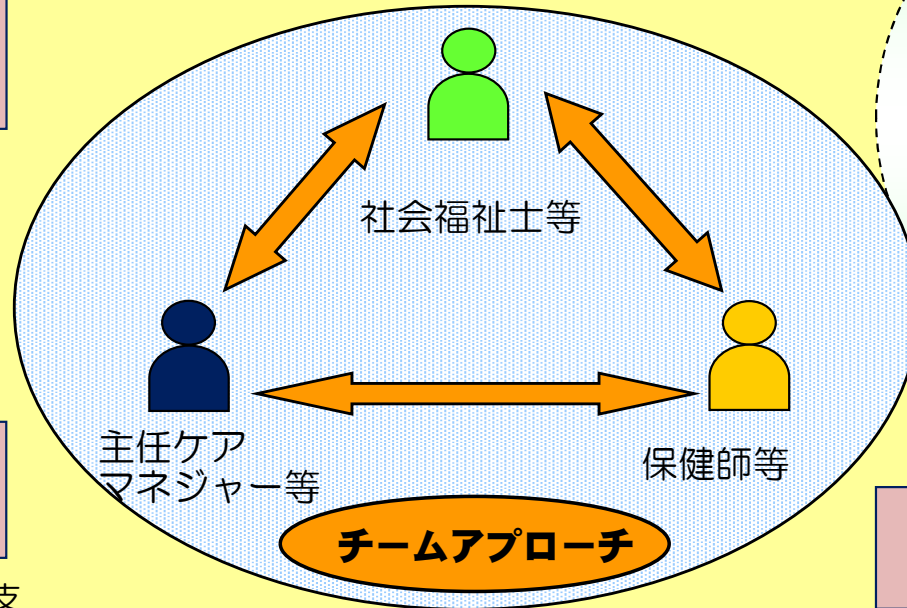 社会福祉士等
主任ケア
マネジャー等
保健師等
チームアプローチ
支